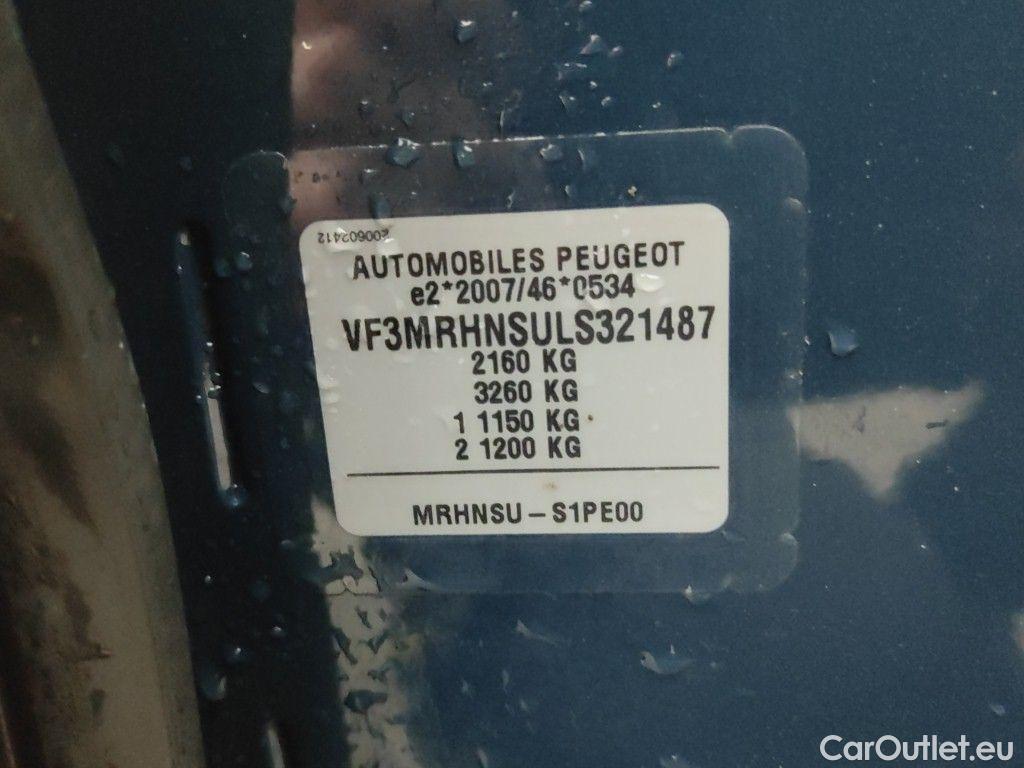 200602412
AUTOMOBILES PEUGEOT
e2*2007/46*0534
VF3MRHNSULS321487
2160 KG
3260 KG
1 1150 KG
2 1200 KG
MRHNSU - S1PE00
CarOutlet.eu